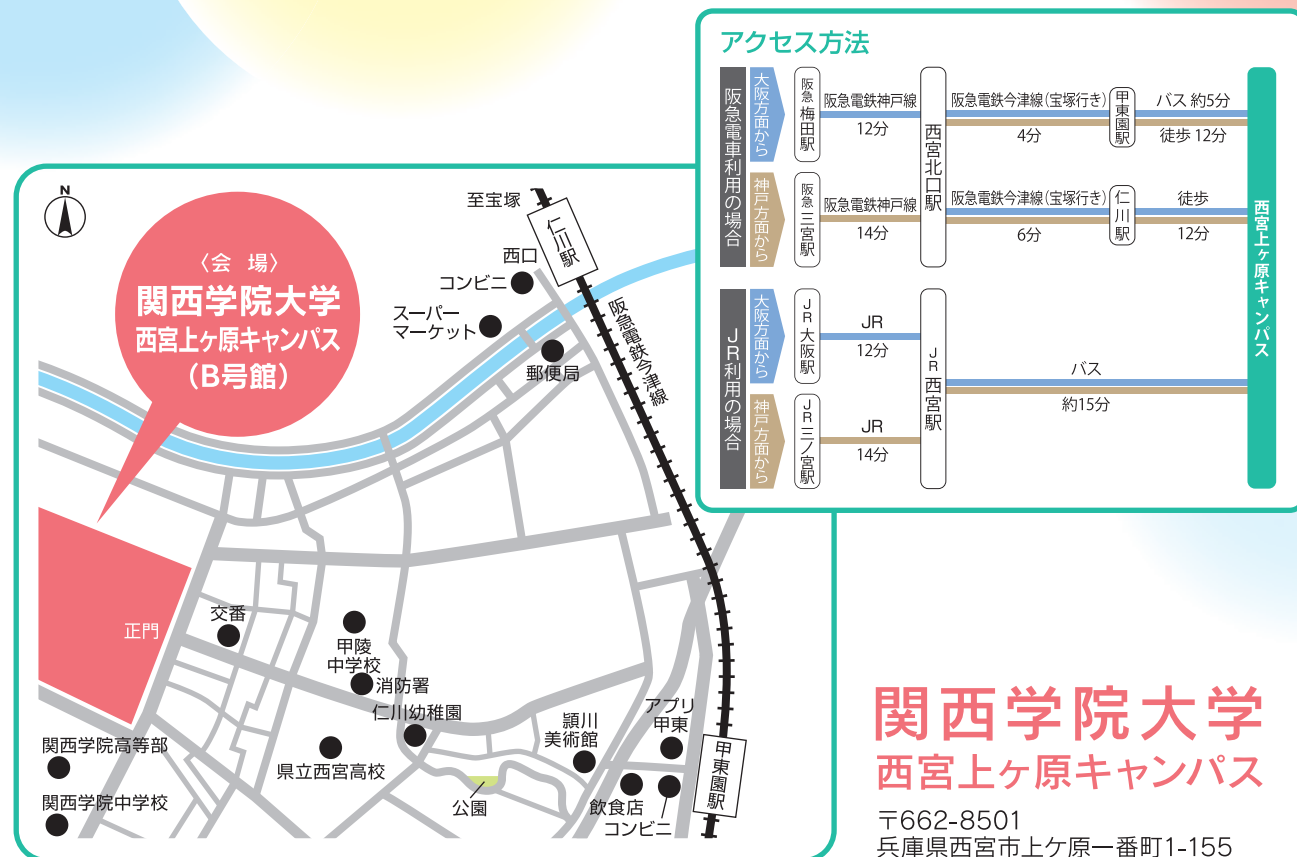 アクセス方法
阪急電車利用の場合
大阪方面から
阪急 梅田駅
阪急電鉄神戸線
12分
西宮北口駅
阪急電鉄今津線(宝塚行き)
4分
甲東園駅
バス 約5分
徒歩 12分
神戸方面から
阪急 三宮駅
阪急電鉄神戸線
14分
阪急電鉄今津線(宝塚行き)
6分
仁川駅
徒歩
12分
西宮上ヶ原キャンパス
JR利用の場合
大阪方面から
JR 大阪駅
JR
12分
JR 西宮駅
バス
約15分
神戸方面から
JR 三ノ宮駅
JR
14分
N
〈会 場〉
関西学院大学
西宮上ヶ原キャンパス
(B号館)
至宝塚
仁川駅
西口
コンビニ
スーパー
マーケット
郵便局
阪急電鉄今津線
正門
交番
甲陵
中学校
消防署
仁川幼稚園
県立西宮高校
公園
頴川
美術館
アプリ
甲東
飲食店
コンビニ
甲東園駅
関西学院高等部
関西学院中学校
関西学院大学
西宮上ヶ原キャンパス
〒662-8501
兵庫県西宮市上ケ原一番町1-155